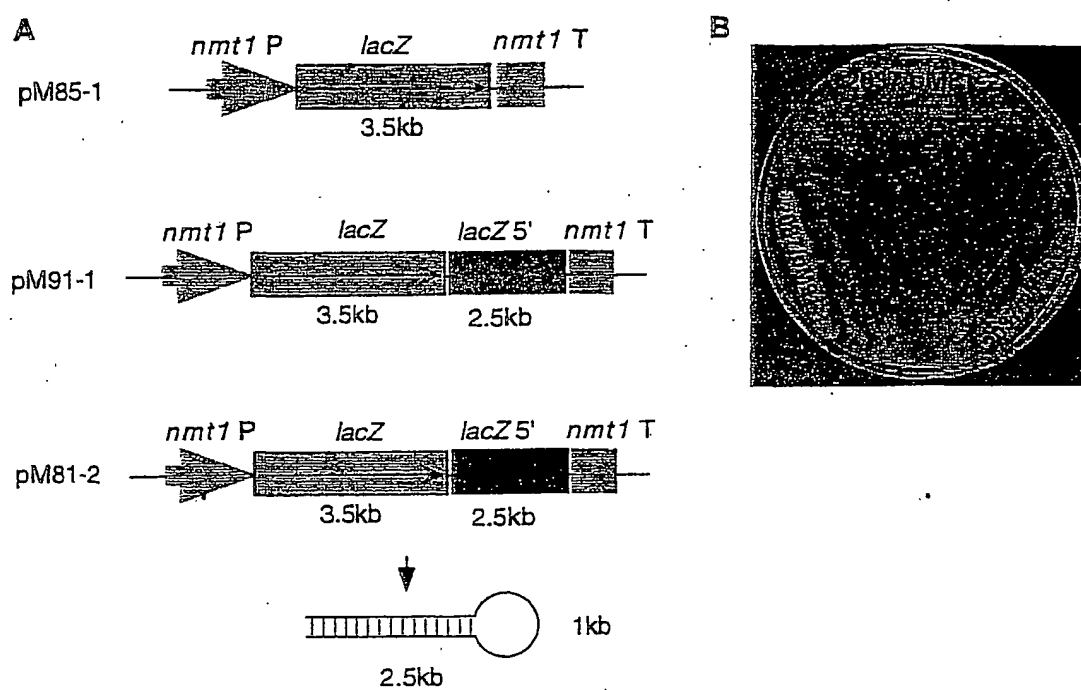 A
nmt1 P lacZ nmt1 T
pM85-1
3.5kb
nmt1 P lacZ lacZ 5' nmt1 T
pM91-1
3.5kb 2.5kb
nmt1 P lacZ lacZ 5' nmt1 T
pM81-2
3.5kb 2.5kb
1kb
2.5kb
B